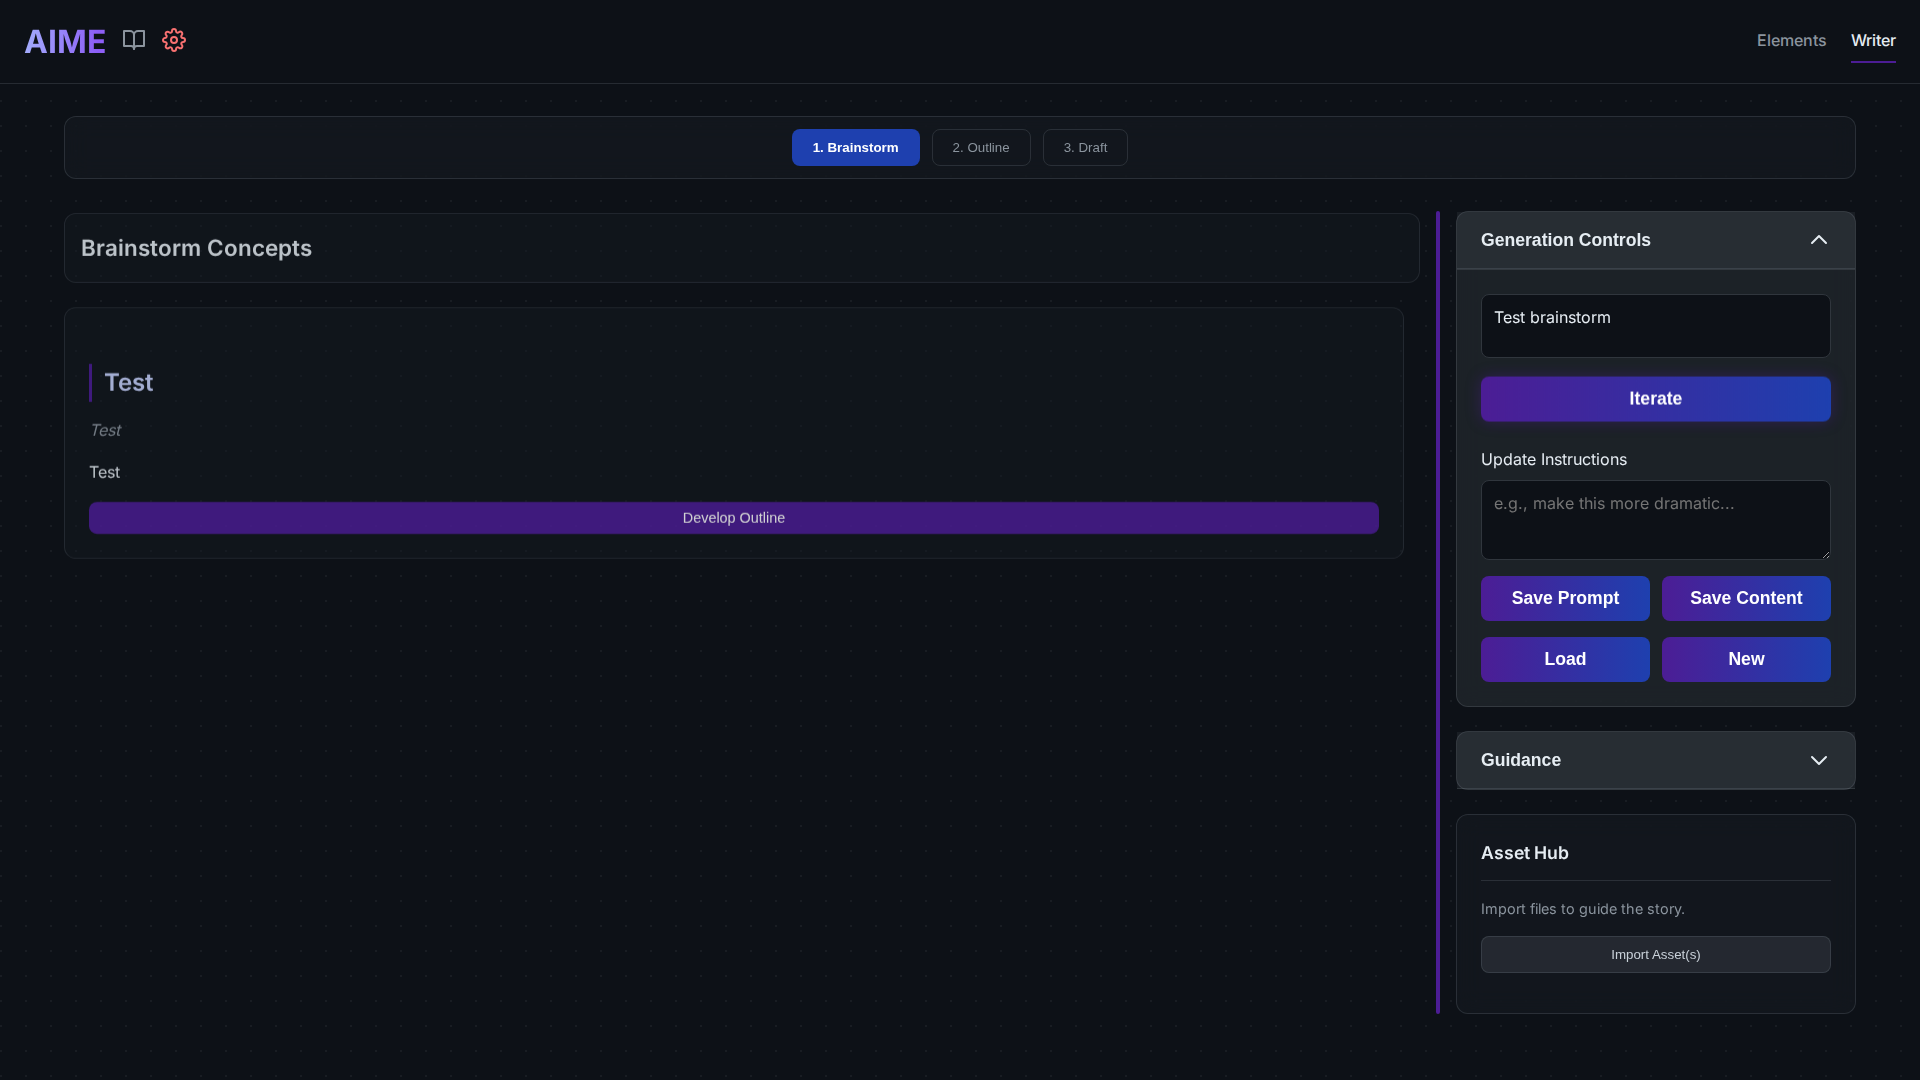 AIME
Elements
Writer
1. Brainstorm
2. Outline
3. Draft
Brainstorm Concepts
Test
Test
Test
Develop Outline
Generation Controls
Test brainstorm
Iterate
Update Instructions
e.g., make this more dramatic...
Save Prompt
Save Content
Load
New
Guidance
Asset Hub
Import files to guide the story.
Import Asset(s)